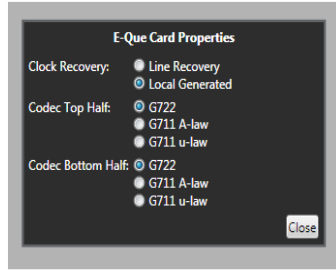 E-Que Card Properties
Clock Recovery: Line Recovery
Local Generated
Codec Top Half: G722
G711 A-law
G711 u-law
Codec Bottom Half: G722
G711 A-law
G711 u-law
Close